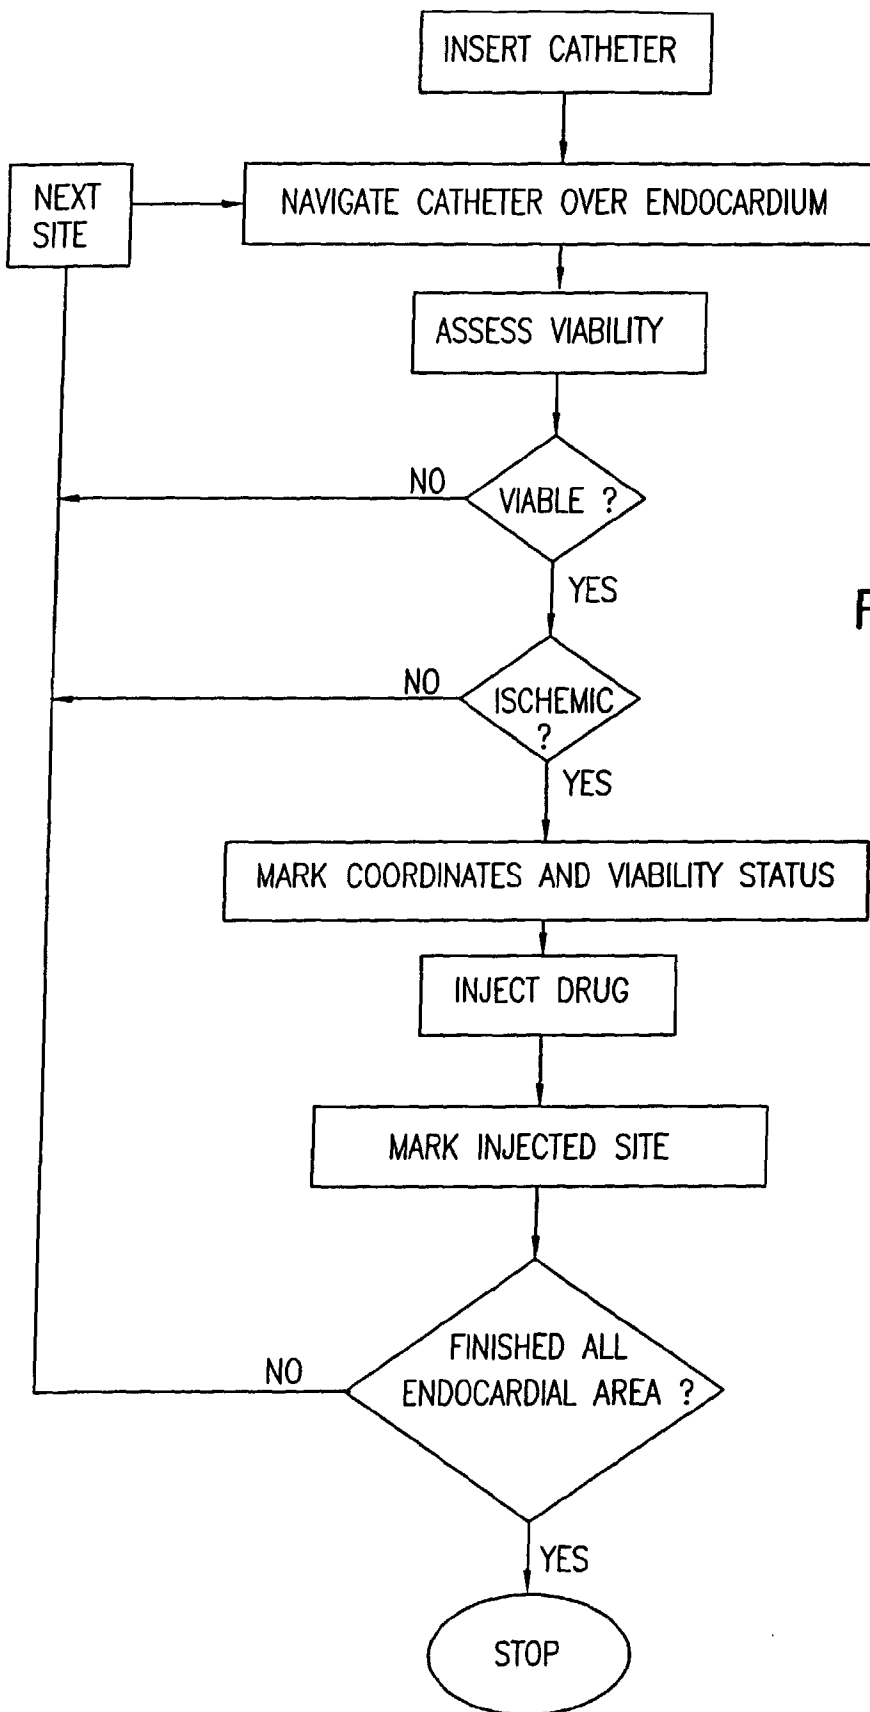 INSERT CATHETER
NEXT
SITE
NAVIGATE CATHETER OVER ENDOCARDIUM
ASSESS VIABILITY
NO
VIABLE ?
YES
F
NO
ISCHEMIC
?
YES
MARK COORDINATES AND VIABILITY STATUS
INJECT DRUG
MARK INJECTED SITE
NO
FINISHED ALL
ENDOCARDIAL AREA ?
YES
STOP